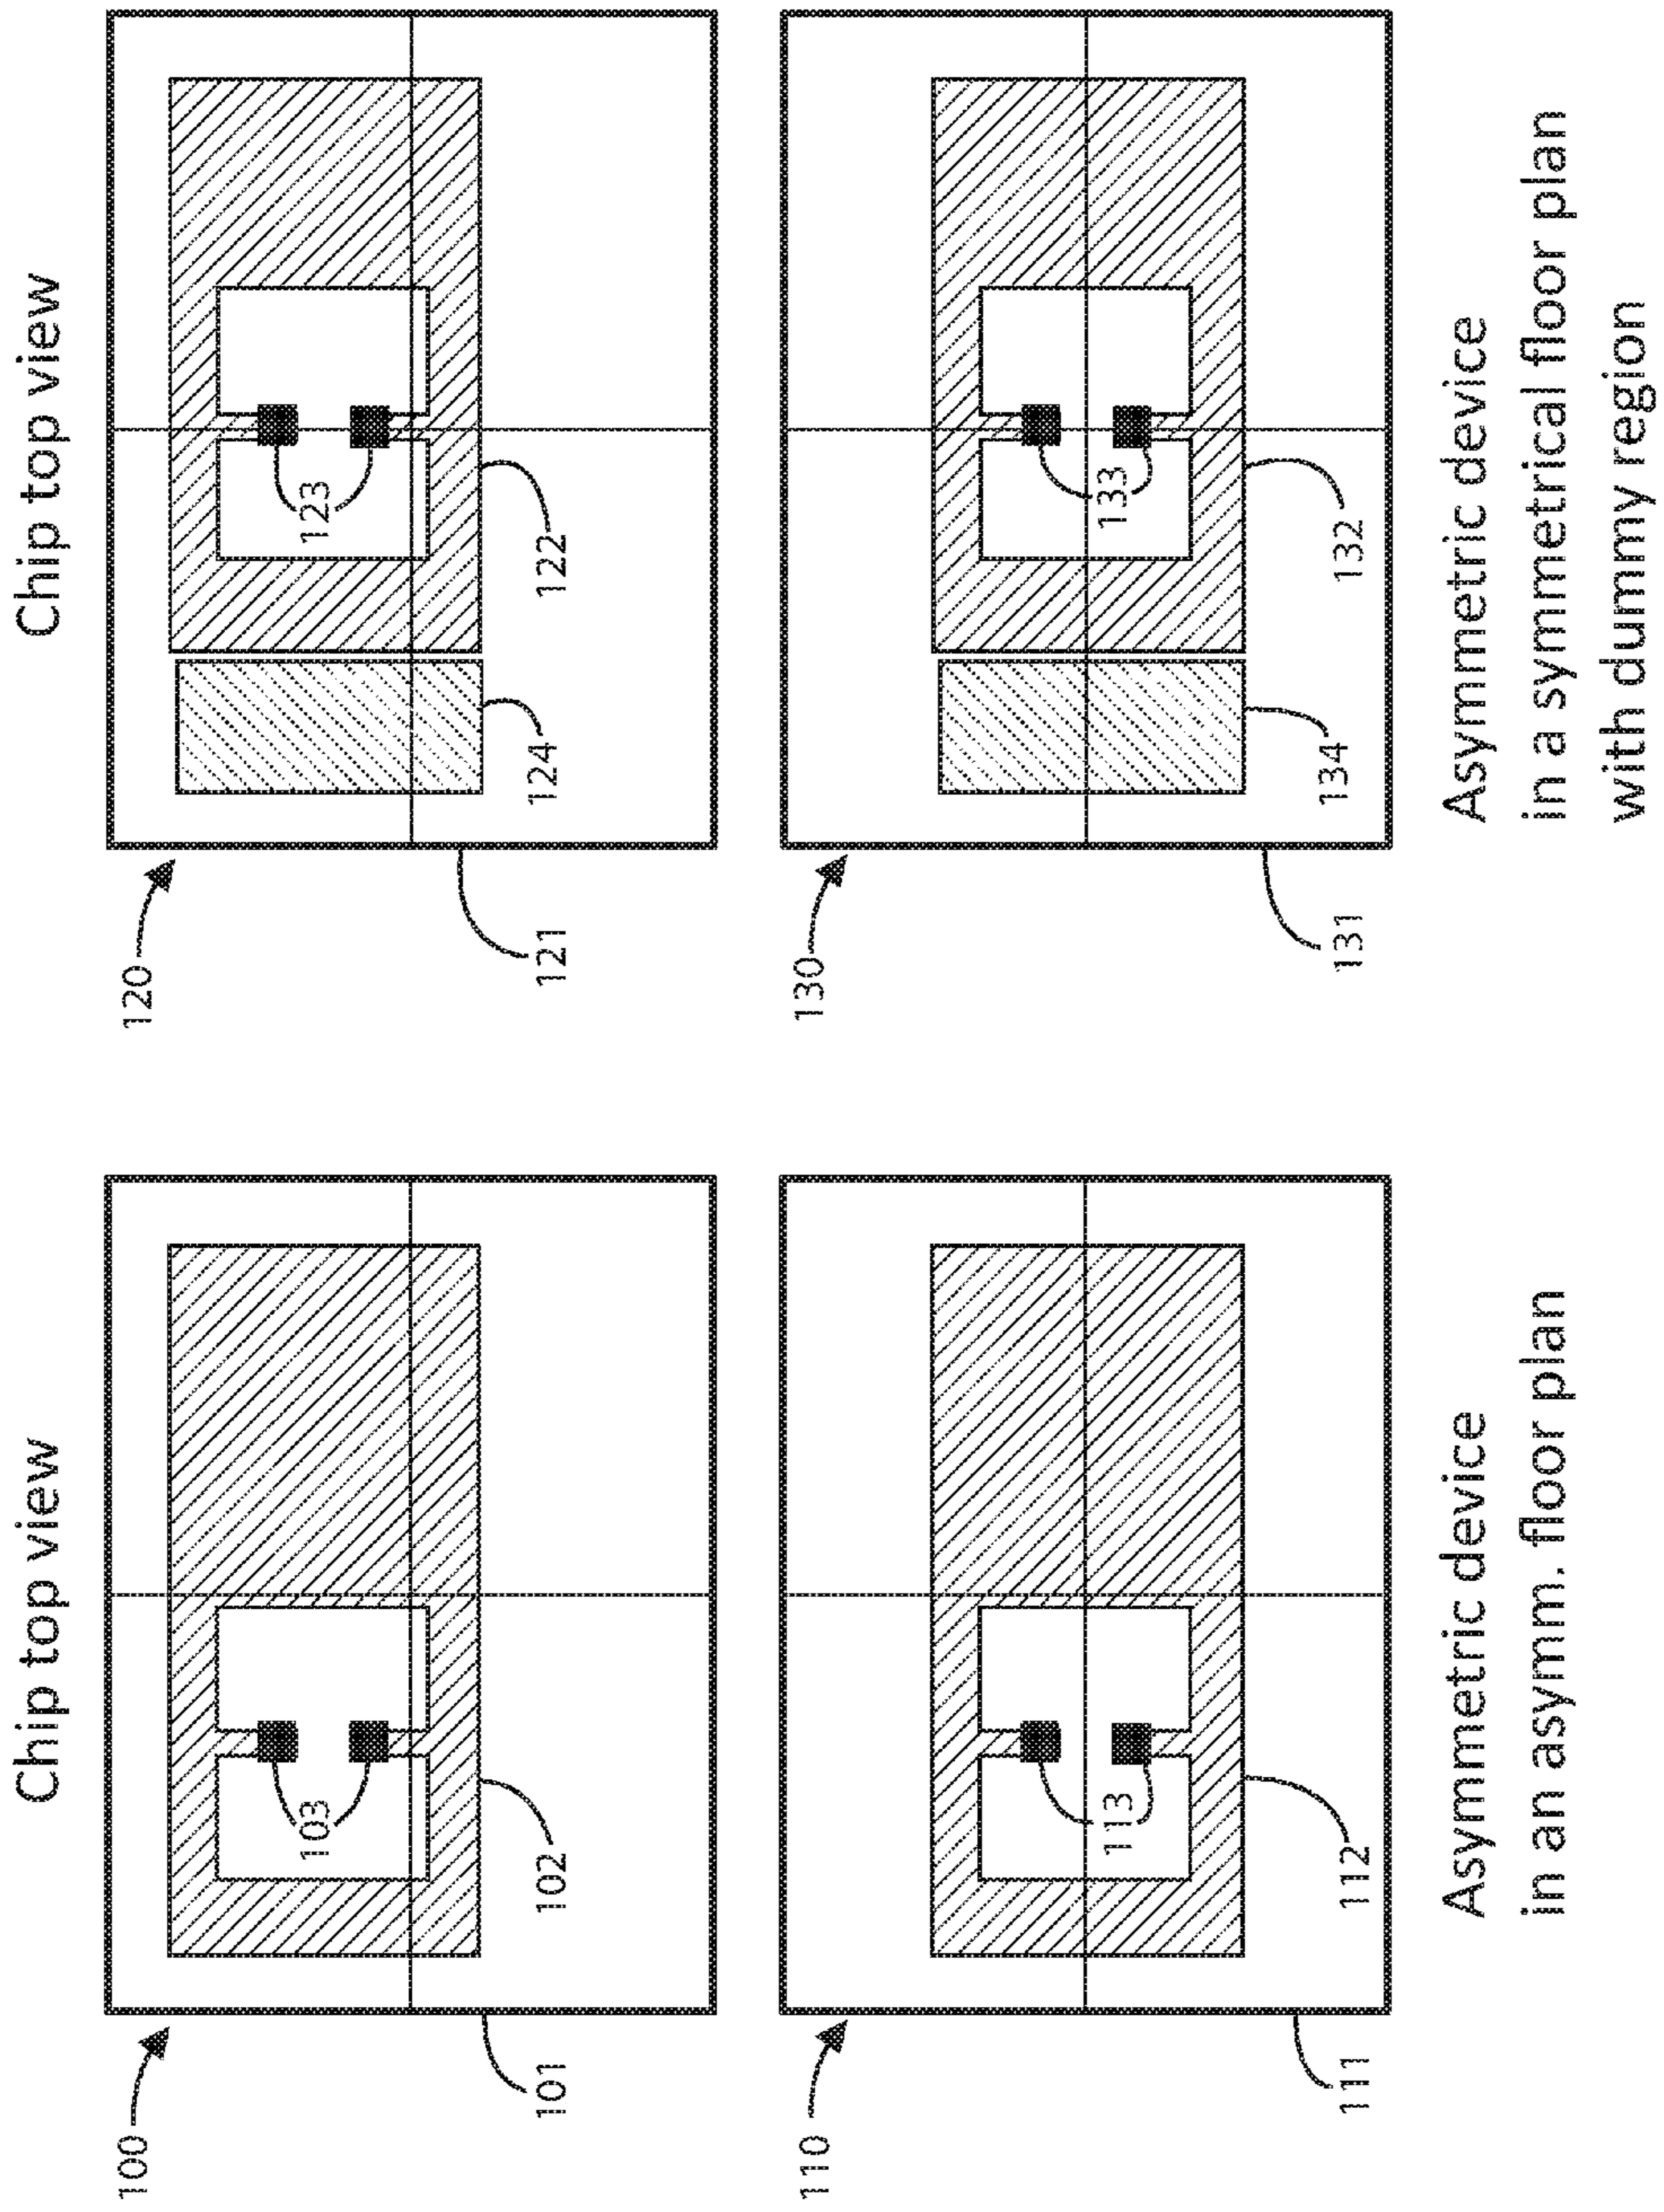 Chip top view
Chip top view
100
101
102
103
120
121
122
123
124
110
111
112
113
130
131
132
133
134
Asymmetric device
in an asymm. floor plan
Asymmetric device
in a symmetrical floor plan
with dummy region